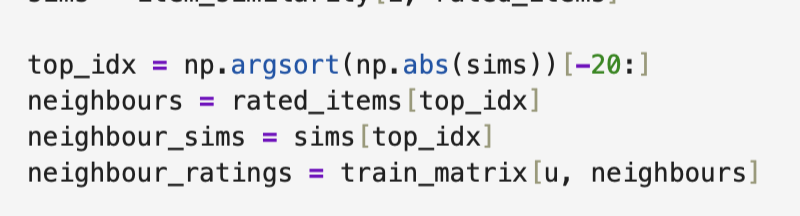 top_idx = np.argsort(np.abs(sims))[-20:]
neighbours = rated_items[top_idx]
neighbour_sims = sims[top_idx]
neighbour_ratings = train_matrix[u, neighbours]